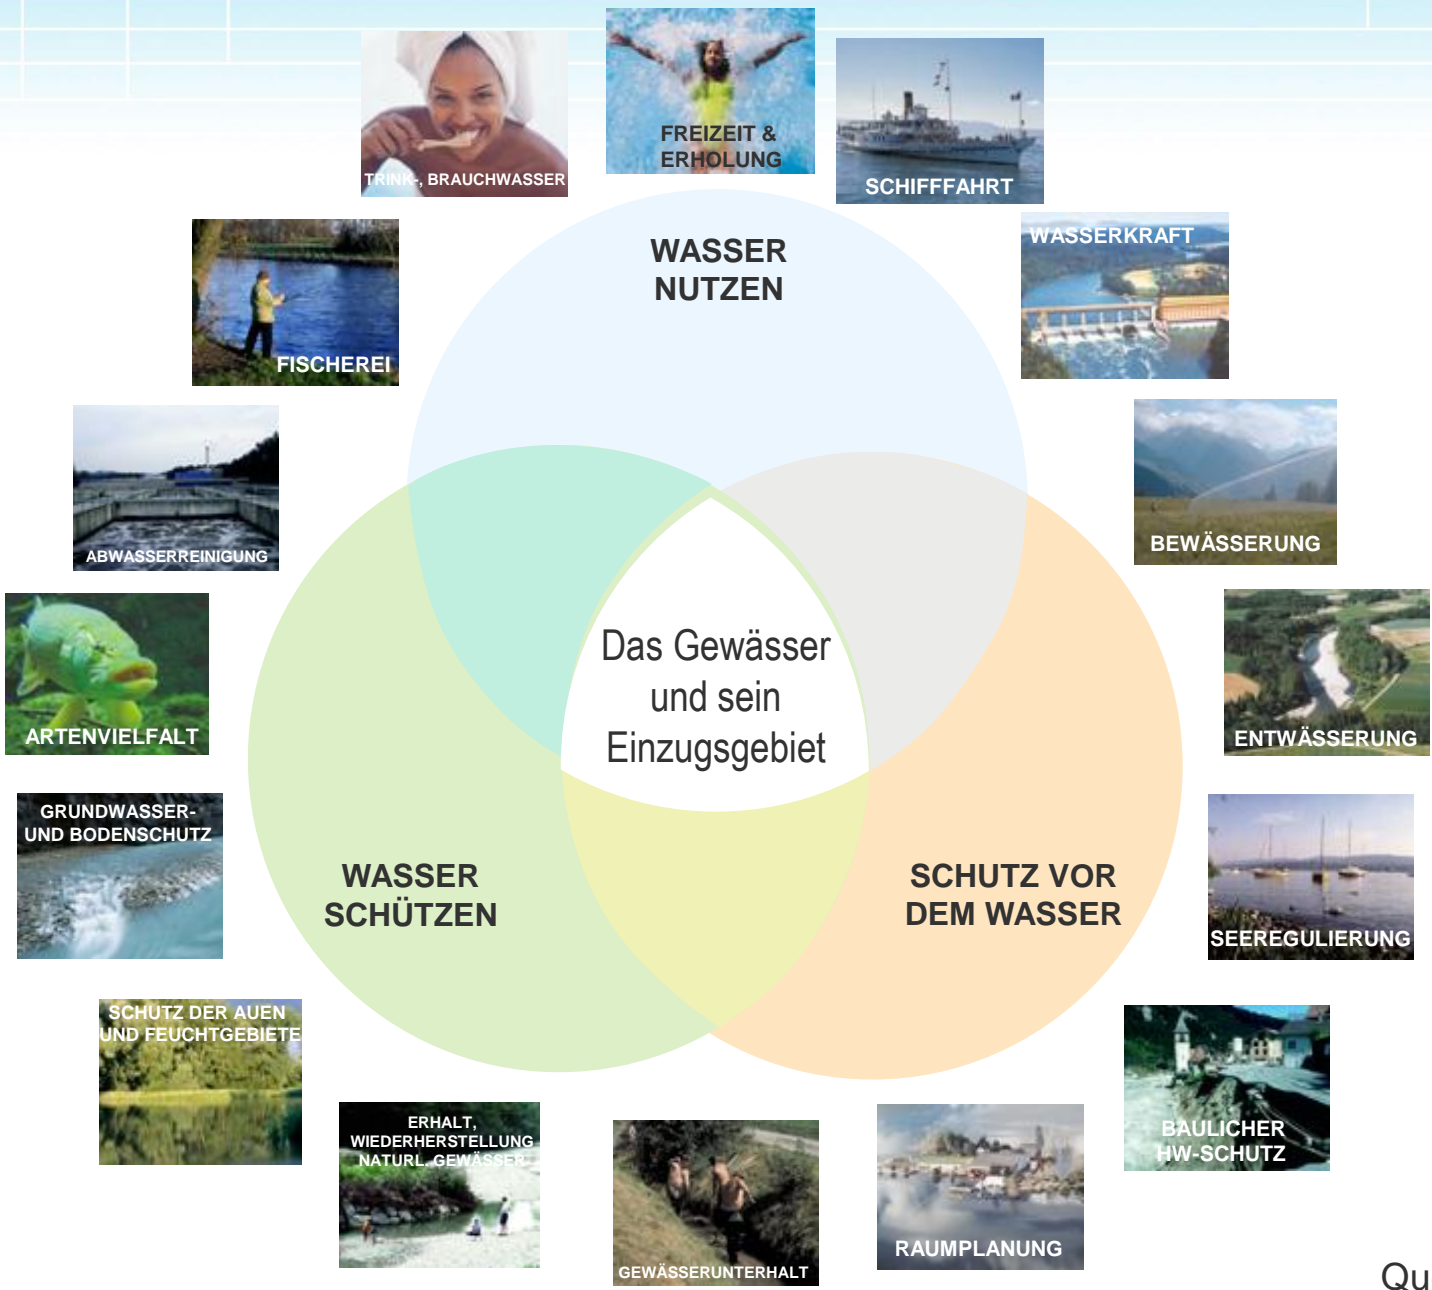 TRINK-, BRAUCHWASSER
FREIZEIT &
ERHOLUNG
SCHIFFFAHRT
WASSERKRAFT
FISCHEREI
WASSER
NUTZEN
ABWASSERREINIGUNG
BEWÄSSERUNG
ARTENVIELFALT
Das Gewässer
und sein
Einzugsgebiet
ENTWÄSSERUNG
GRUNDWASSER-
UND BODENSCHUTZ
WASSER
SCHÜTZEN
SCHUTZ VOR
DEM WASSER
SEEREGULIERUNG
SCHUTZ DER AUEN
UND FEUCHTGEBIETE
ERHALT,
WIEDERHERSTELLUNG
NATURL. GEWÄSSER
GEWÄSSERUNTERHALT
RAUMPLANUNG
BAULICHER
HW-SCHUTZ
Qu